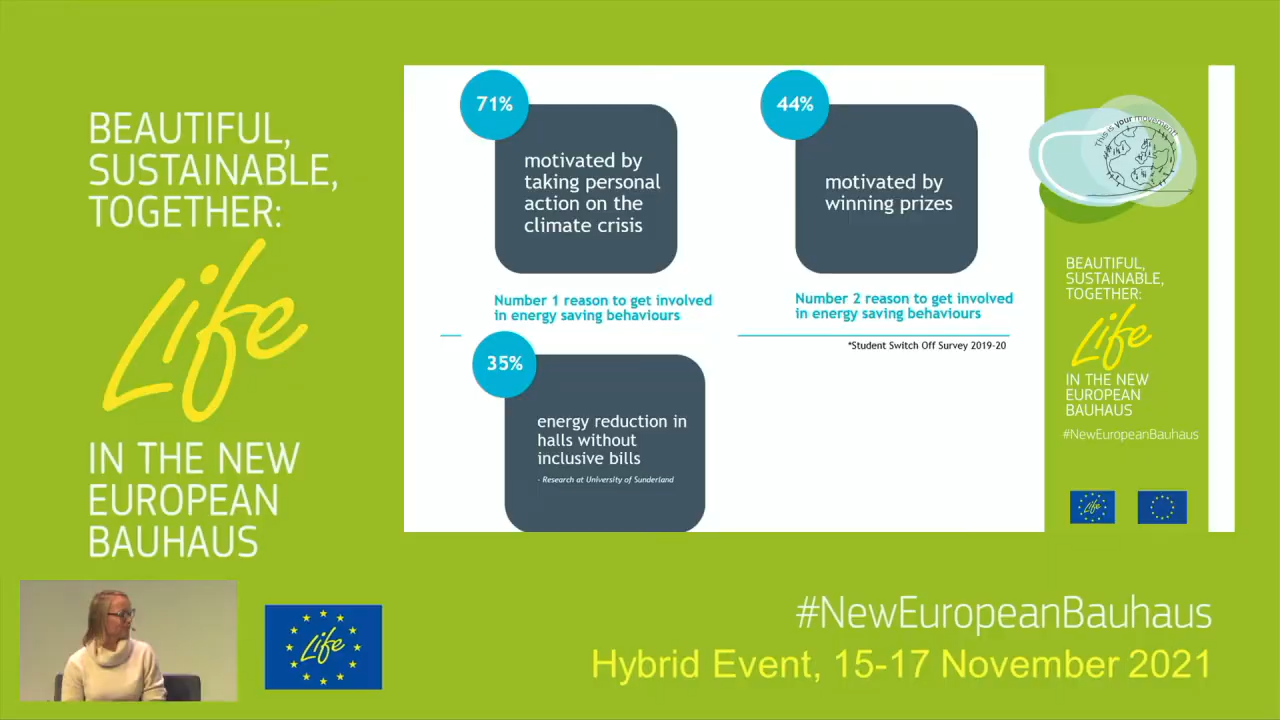 BEAUTIFUL,
SUSTAINABLE,
TOGETHER:
Life
IN THE NEW
EUROPEAN
BAUHAUS
71%
motivated by
taking personal
action on the
climate crisis
Number 1 reason to get involved
in energy saving behaviours
44%
motivated by
winning prizes
Number 2 reason to get involved
in energy saving behaviours
*Student Switch Off Survey 2019-20
35%
energy reduction in
halls without
inclusive bills
- Research at University of Sunderland
This is your movement!
BEAUTIFUL,
SUSTAINABLE,
TOGETHER:
Life
IN THE NEW
EUROPEAN
BAUHAUS
#NewEuropeanBauhaus
Life
Life
#NewEuropeanBauhaus
Hybrid Event, 15-17 November 2021